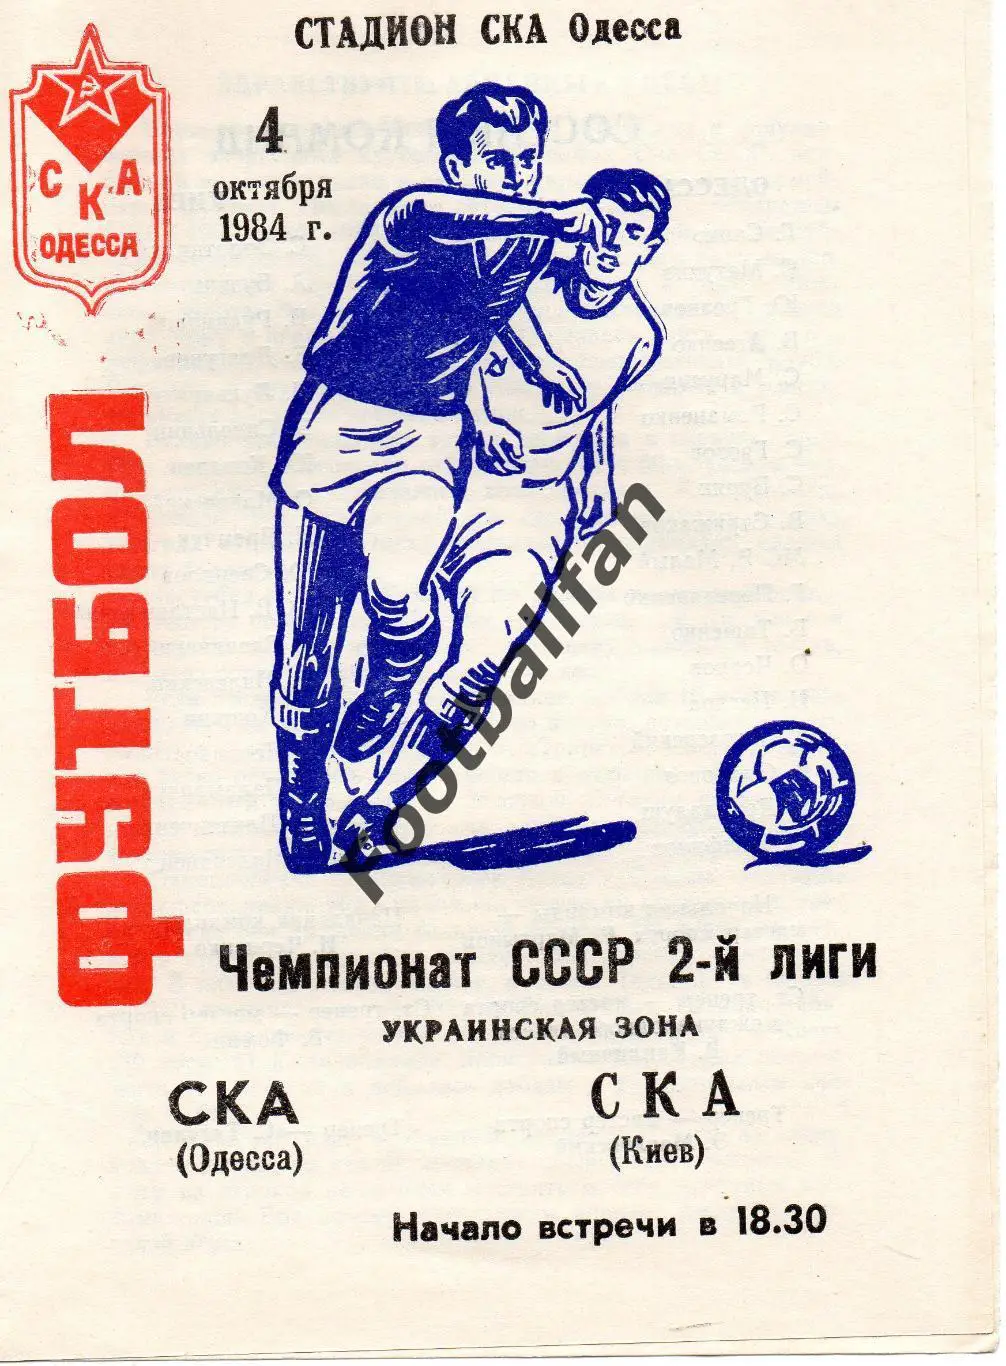 СТАДИОН СКА Одесса
СКА
ОДЕССА
4
октября
1984 г.
ФУТБОЛ
Footballfan
Чемпионат СССР 2-й лиги
УКРАИНСКАЯ ЗОНА
СКА
(Одесса)
СКА
(Киев)
Начало встречи в 18.30